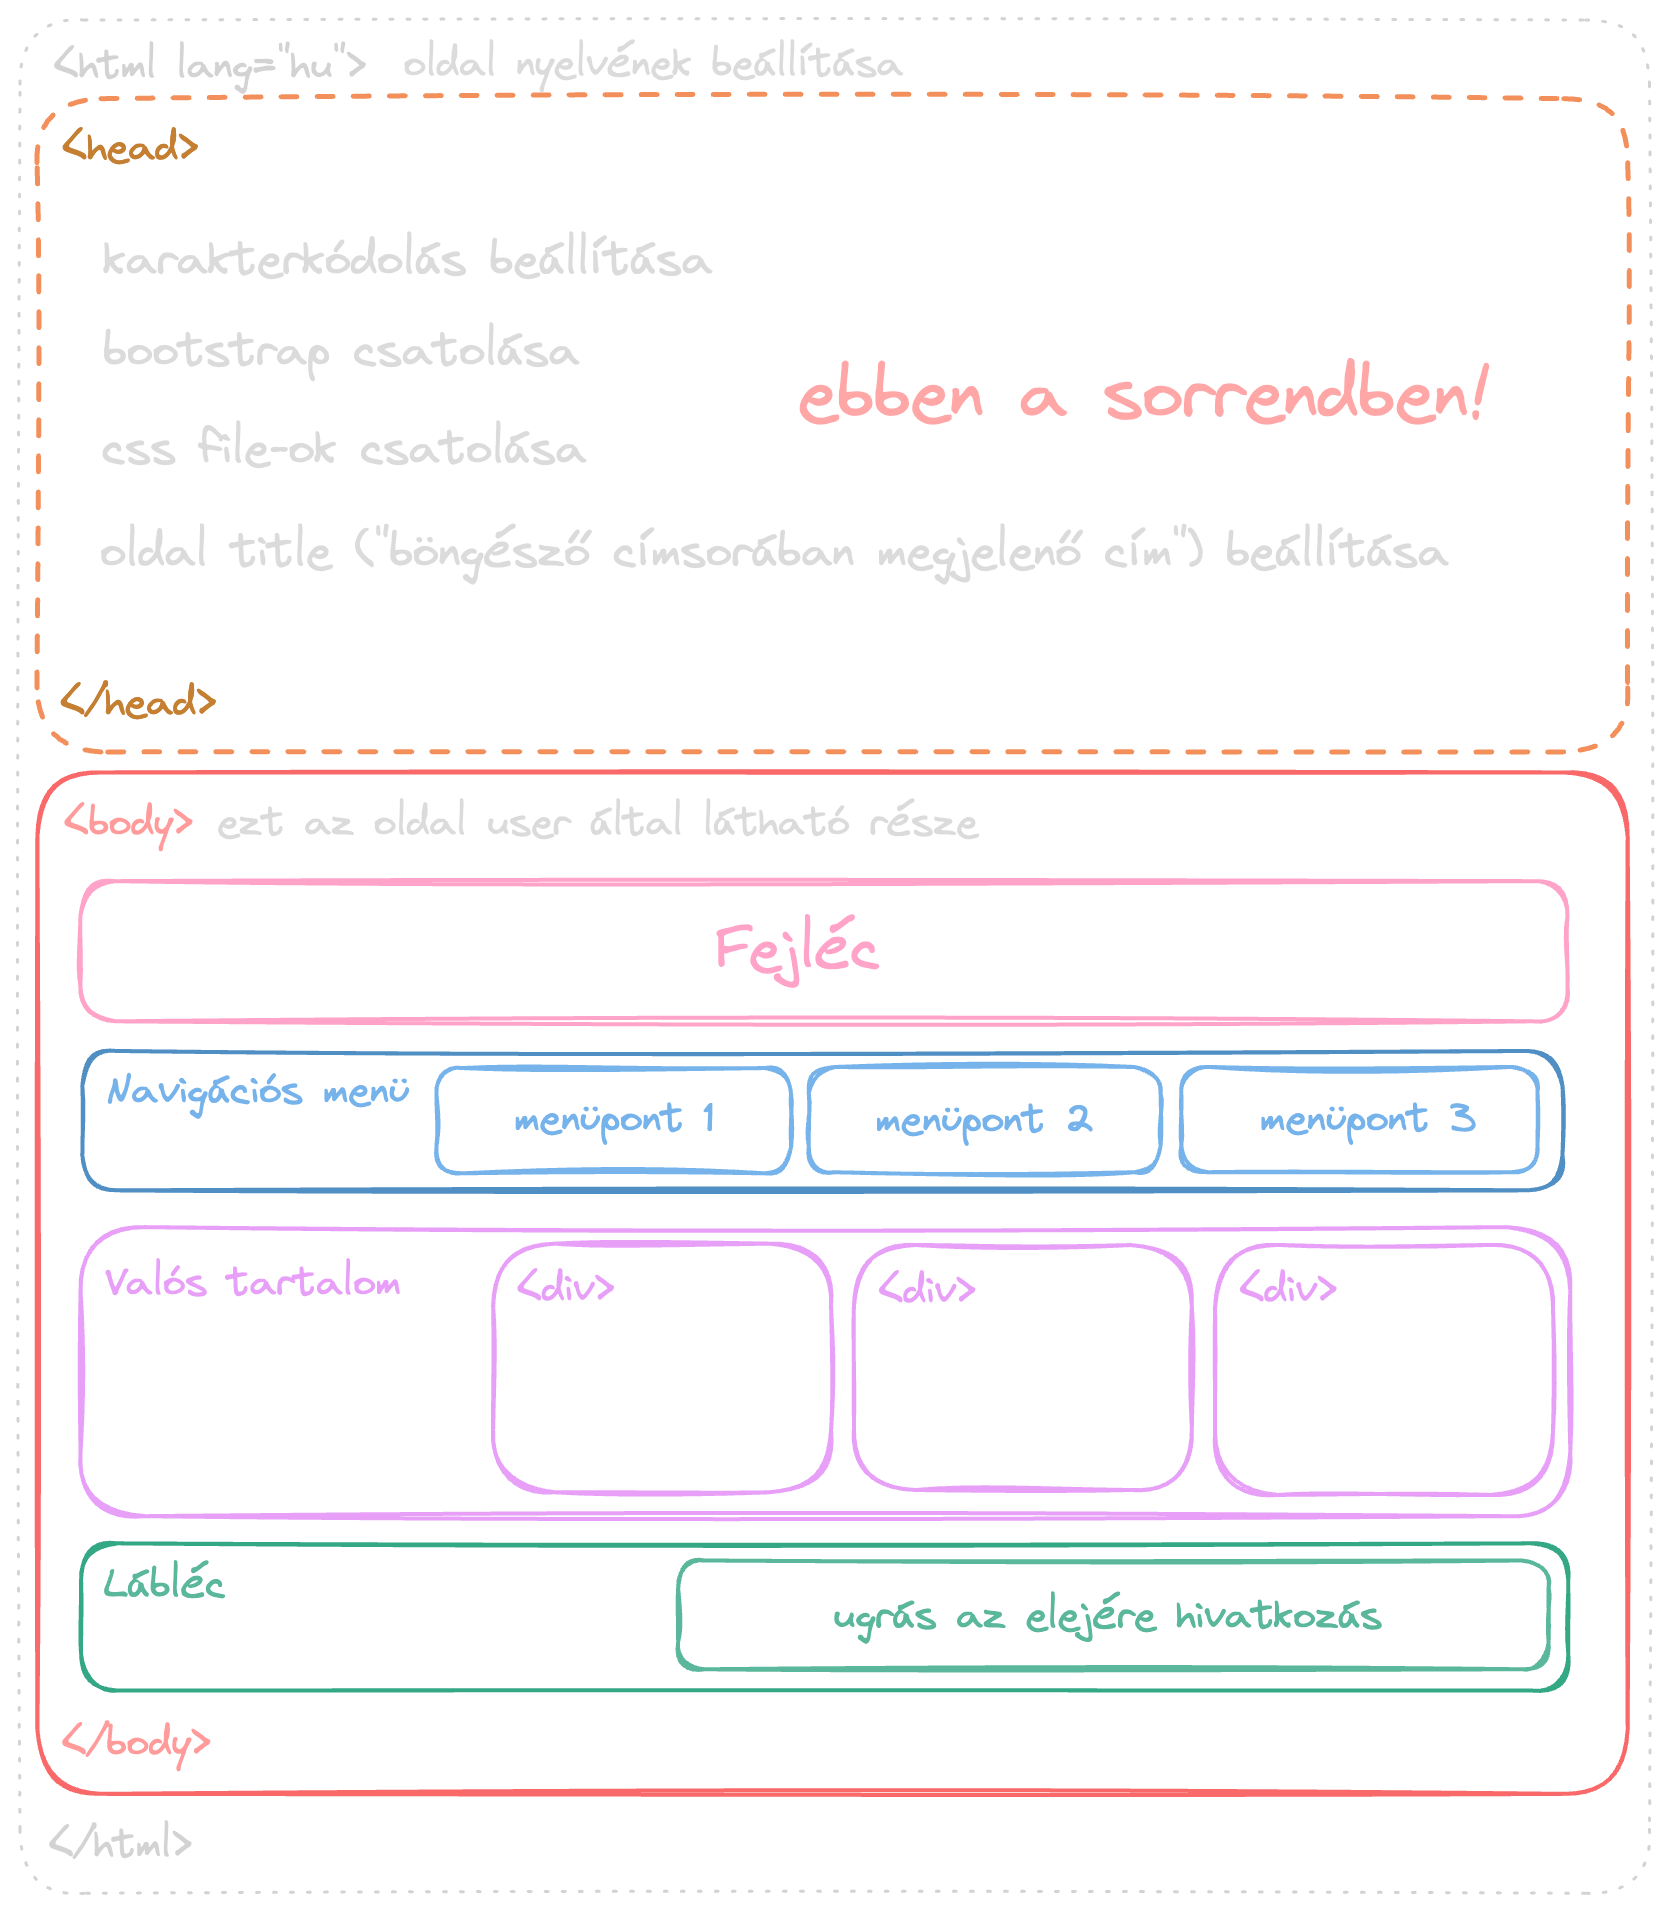 <html lang="hu"> oldal nyelvének beállítása
<head>
karakterkódolás beállítása
bootstrap csatolása
ebben a sorrendben!
css file-ok csatolása
oldal title ("böngésző címsorában megjelenő cím") beállítása
</head>
<body> ezt az oldal user által látható része
Fejléc
Navigációs menü
menüpont 1
menüpont 2
menüpont 3
Valós tartalom
<div>
<div>
<div>
Lábléc
ugrás az elejére hivatkozás
</body>
</html>